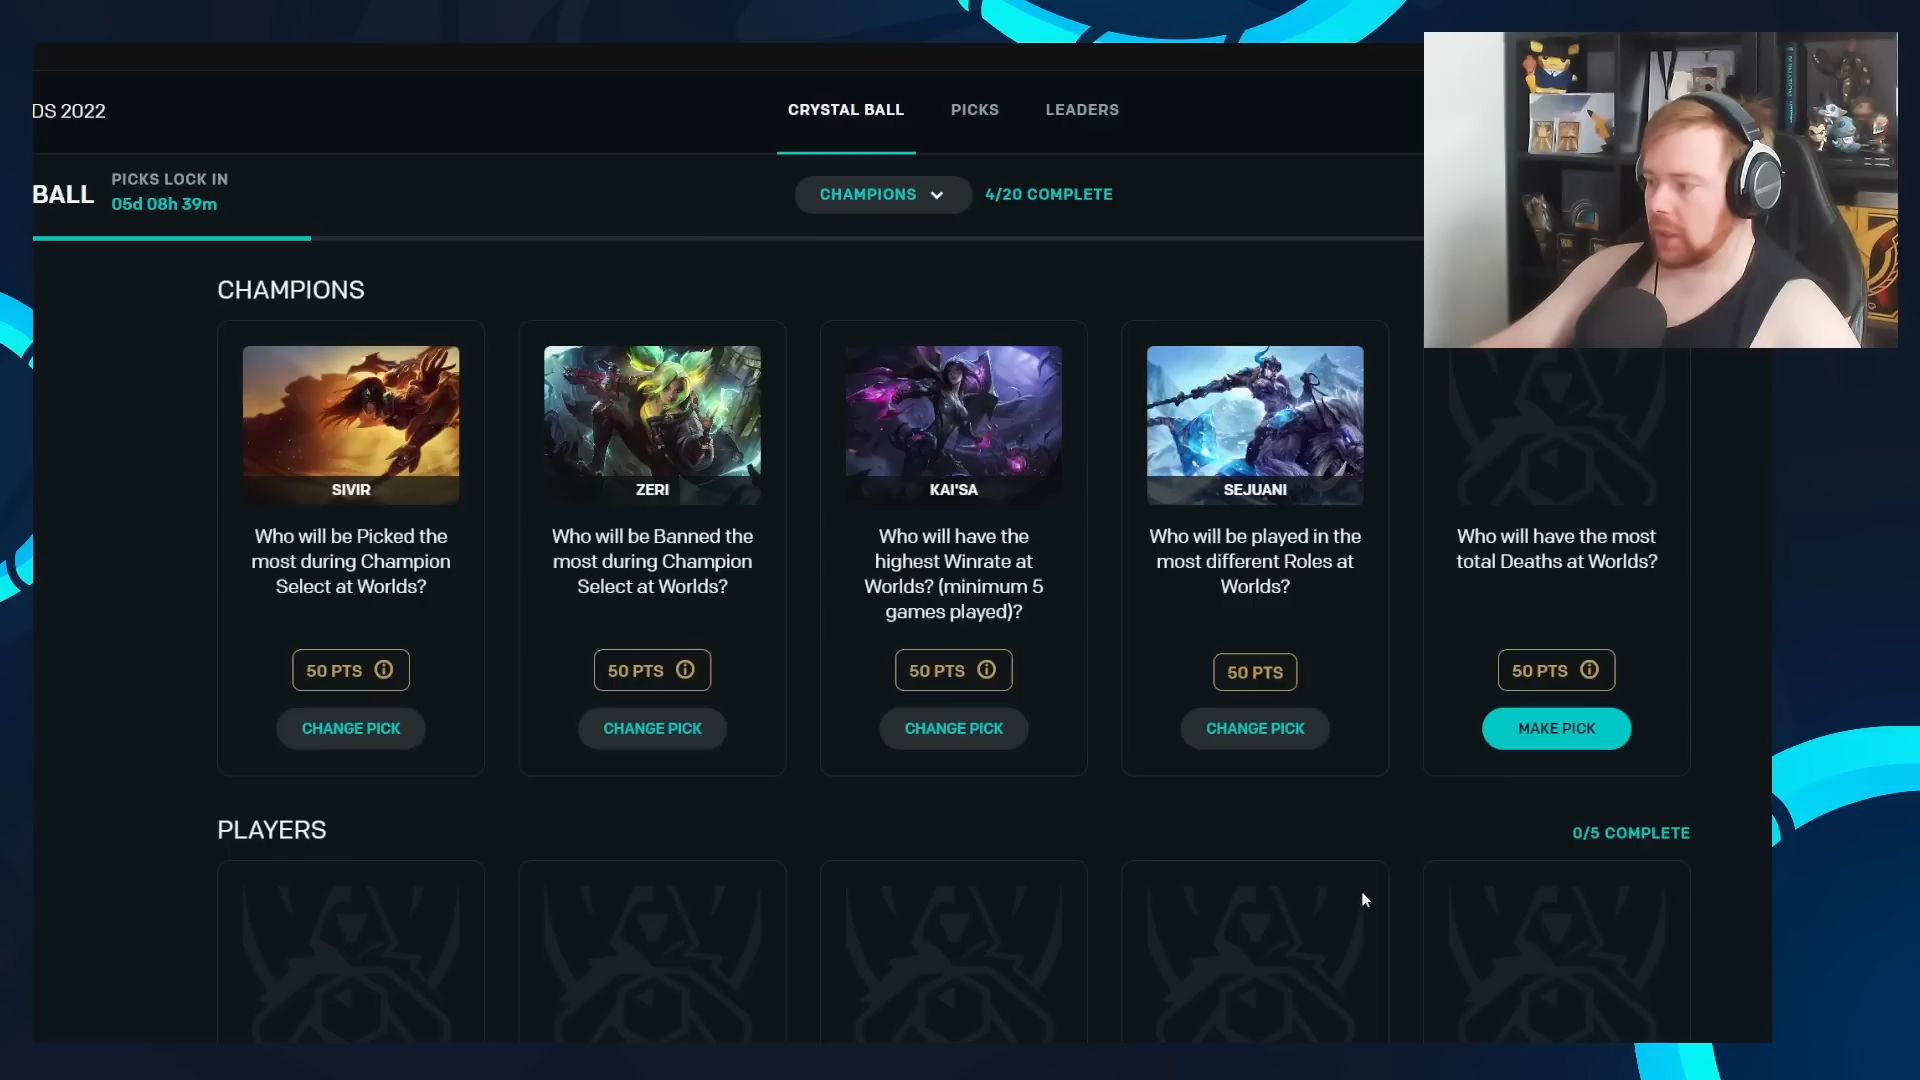 DS 2022
CRYSTAL BALL
PICKS
LEADERS
BALL
PICKS LOCK IN
05d 08h 39m
CHAMPIONS
4/20 COMPLETE
CHAMPIONS
SIVIR
Who will be Picked the
most during Champion
Select at Worlds?
50 PTS
CHANGE PICK
ZERI
Who will be Banned the
most during Champion
Select at Worlds?
50 PTS
CHANGE PICK
KAI'SA
Who will have the
highest Winrate at
Worlds? (minimum 5
games played)?
50 PTS
CHANGE PICK
SEJUANI
Who will be played in the
most different Roles at
Worlds?
50 PTS
CHANGE PICK
Who will have the most
total Deaths at Worlds?
50 PTS
MAKE PICK
PLAYERS
0/5 COMPLETE